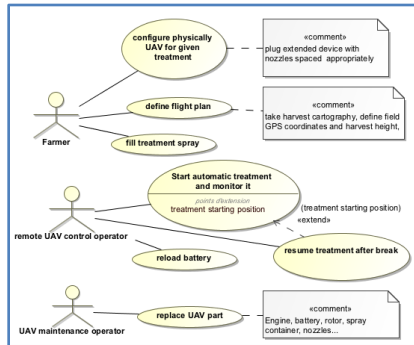 configure physically
UAV for given
treatment
«comment»
plug extended device with
nozzles spaced appropriately
define flight plan
«comment»
take harvest cartography, define field
GPS coordinates and harvest height,
Farmer
fill treatment spray
Start automatic treatment
and monitor it
points d'extension
treatment starting position
(treatment starting position)
«extend»
remote UAV control operator
resume treatment after break
reload battery
replace UAV part
«comment»
Engine, battery, rotor, spray
container, nozzles...
UAV maintenance operator